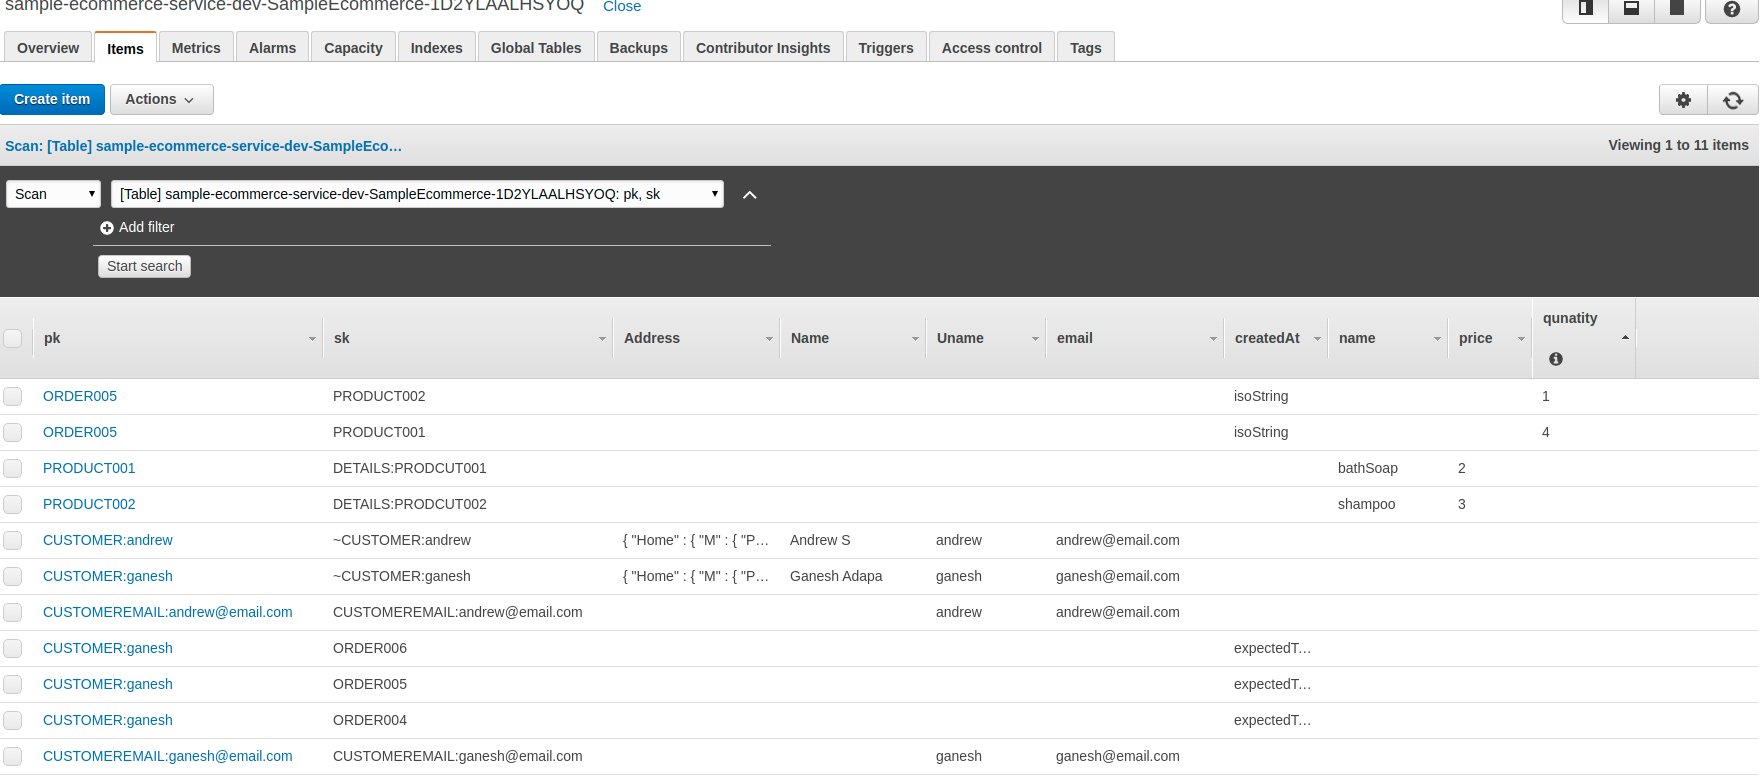 sample-ecommerce-service-dev-SampleEcommerce-1D2YLAALHSYOQ Close
Overview Items Metrics Alarms Capacity Indexes Global Tables Backups Contributor Insights Triggers Access control Tags
Create item Actions
Scan: [Table] sample-ecommerce-service-dev-SampleEco… Viewing 1 to 11 items
Scan [Table] sample-ecommerce-service-dev-SampleEcommerce-1D2YLAALHSYOQ: pk, sk
Add filter
Start search
pk sk Address Name Uname email createdAt name price qunatity
ORDER005 PRODUCT002 isoString 1
ORDER005 PRODUCT001 isoString 4
PRODUCT001 DETAILS:PRODCUT001 bathSoap 2
PRODUCT002 DETAILS:PRODCUT002 shampoo 3
CUSTOMER:andrew ~CUSTOMER:andrew { "Home" : { "M" : { "P… Andrew S andrew andrew@email.com
CUSTOMER:ganesh ~CUSTOMER:ganesh { "Home" : { "M" : { "P… Ganesh Adapa ganesh ganesh@email.com
CUSTOMEREMAIL:andrew@email.com CUSTOMEREMAIL:andrew@email.com andrew andrew@email.com
CUSTOMER:ganesh ORDER006 expectedT…
CUSTOMER:ganesh ORDER005 expectedT…
CUSTOMER:ganesh ORDER004 expectedT…
CUSTOMEREMAIL:ganesh@email.com CUSTOMEREMAIL:ganesh@email.com ganesh ganesh@email.com